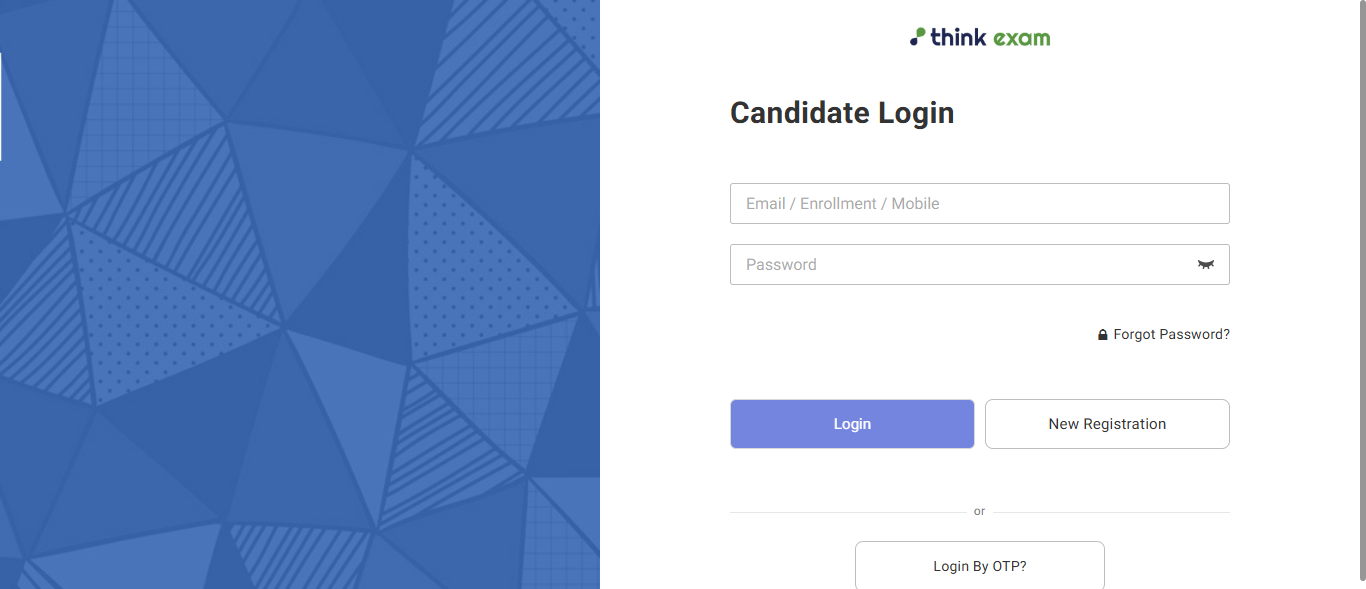 think exam
Candidate Login
Email / Enrollment / Mobile
Password
Forgot Password?
Login
New Registration
or
Login By OTP?